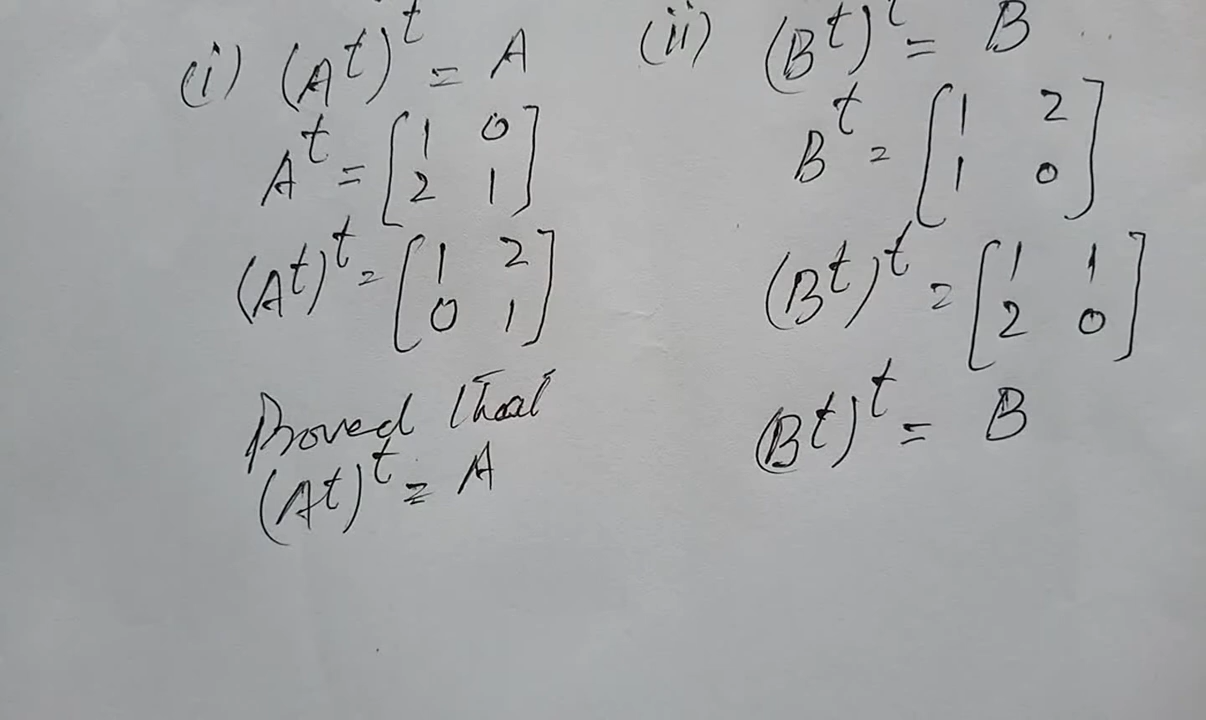 (i) (A^t)^t = A
A^t = [1 0
2 1]
(A^t)^t = [1 2
0 1]
Proved that
(A^t)^t = A
(ii) (B^t)^t = B
B^t = [1 2
1 0]
(B^t)^t = [1 1
2 0]
(B^t)^t = B